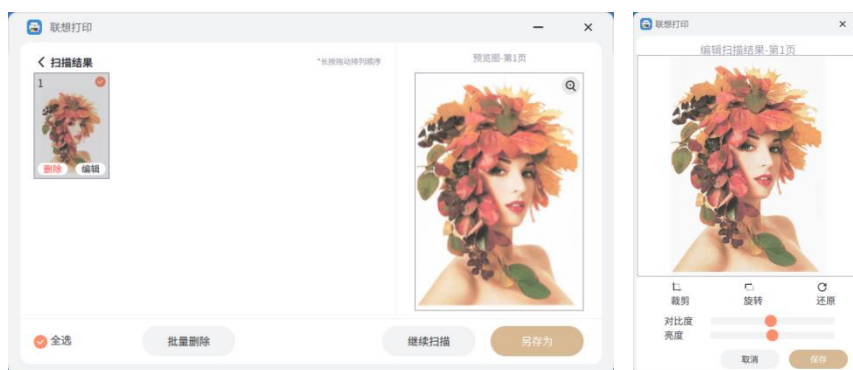 联想打印
扫描结果
*长按拖动排列顺序
预览图-第1页
1
删除 编辑
全选
批量删除
继续扫描
另存为
联想打印
编辑扫描结果-第1页
裁剪 旋转 还原
对比度
亮度
取消 保存